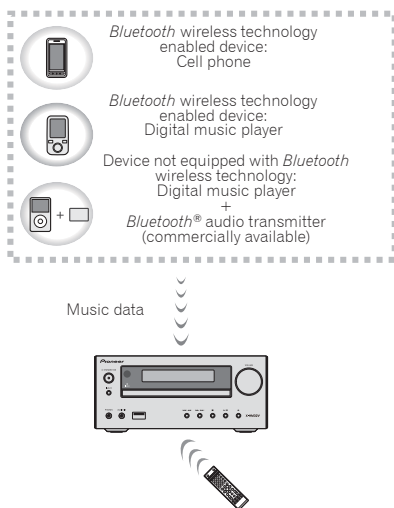 Bluetooth wireless technology
enabled device:
Cell phone
Bluetooth wireless technology
enabled device:
Digital music player
Device not equipped with Bluetooth
wireless technology:
Digital music player
+
Bluetooth® audio transmitter
(commercially available)
+
Music data
Pioneer